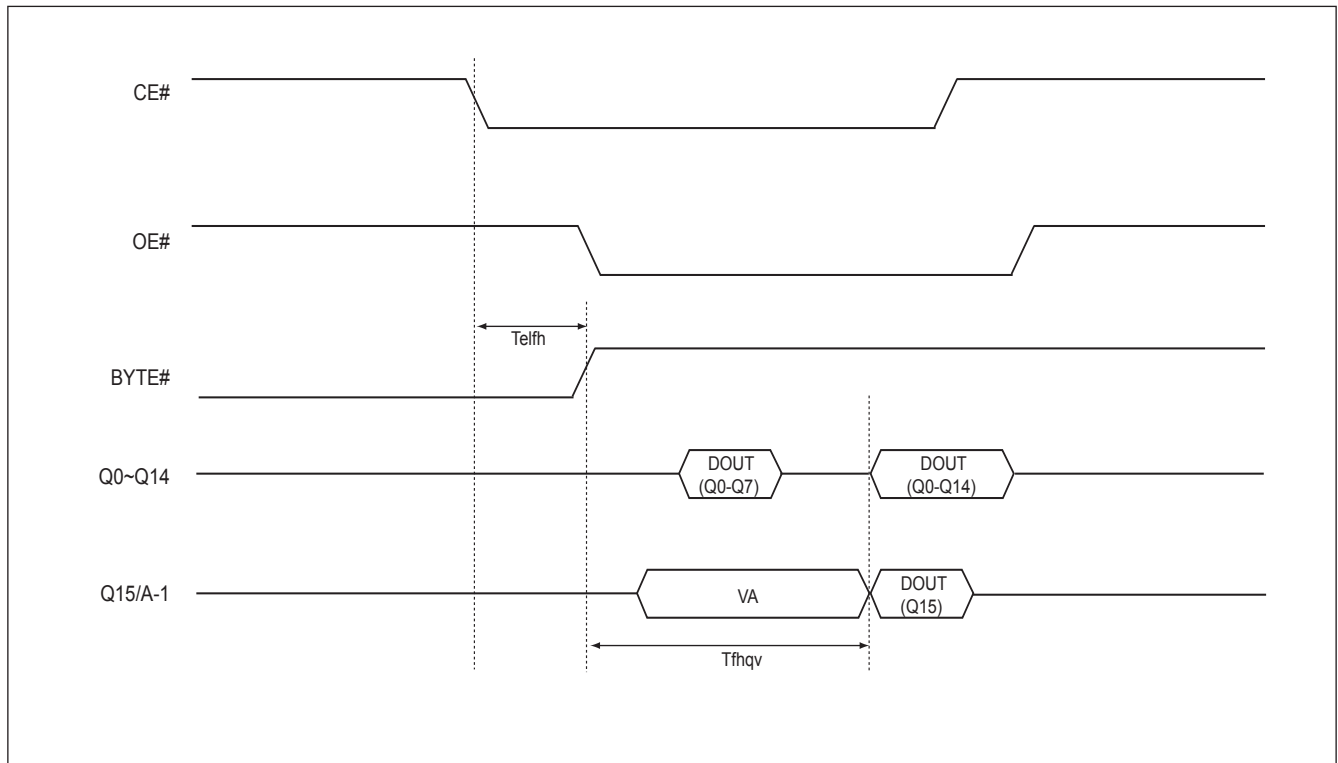 CE#
OE#
Telfh
BYTE#
Q0~Q14
DOUT
(Q0-Q7)
DOUT
(Q0-Q14)
Q15/A-1
VA
DOUT
(Q15)
Tfhqv